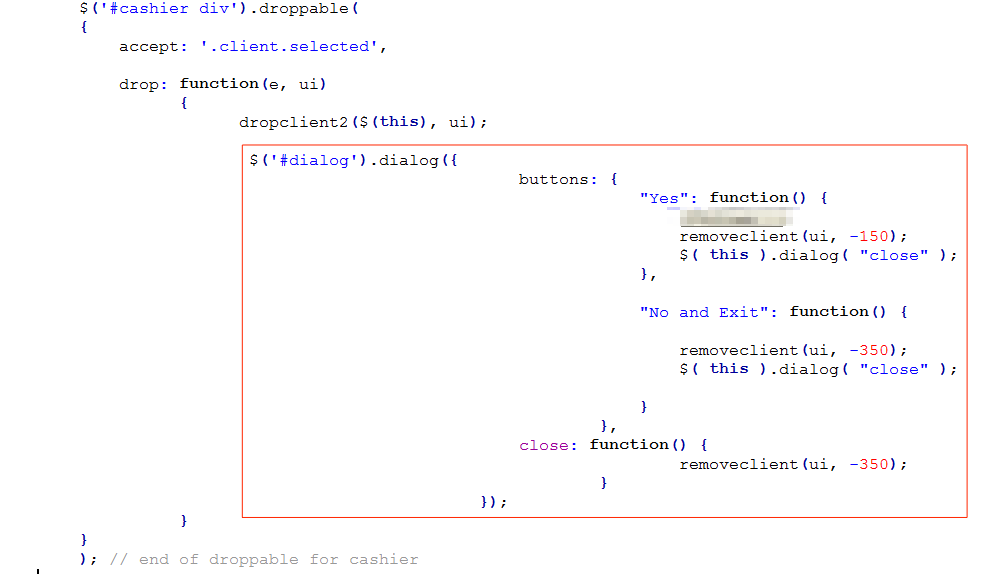 $('#cashier div').droppable(
{
accept: '.client.selected',
drop: function(e, ui)
{
dropclient2($(this), ui);
$('#dialog').dialog({
buttons: {
"Yes": function() {
removeclient(ui, -150);
$( this ).dialog( "close" );
},
"No and Exit": function() {
removeclient(ui, -350);
$( this ).dialog( "close" );
}
},
close: function() {
removeclient(ui, -350);
}
});
}
}
); // end of droppable for cashier